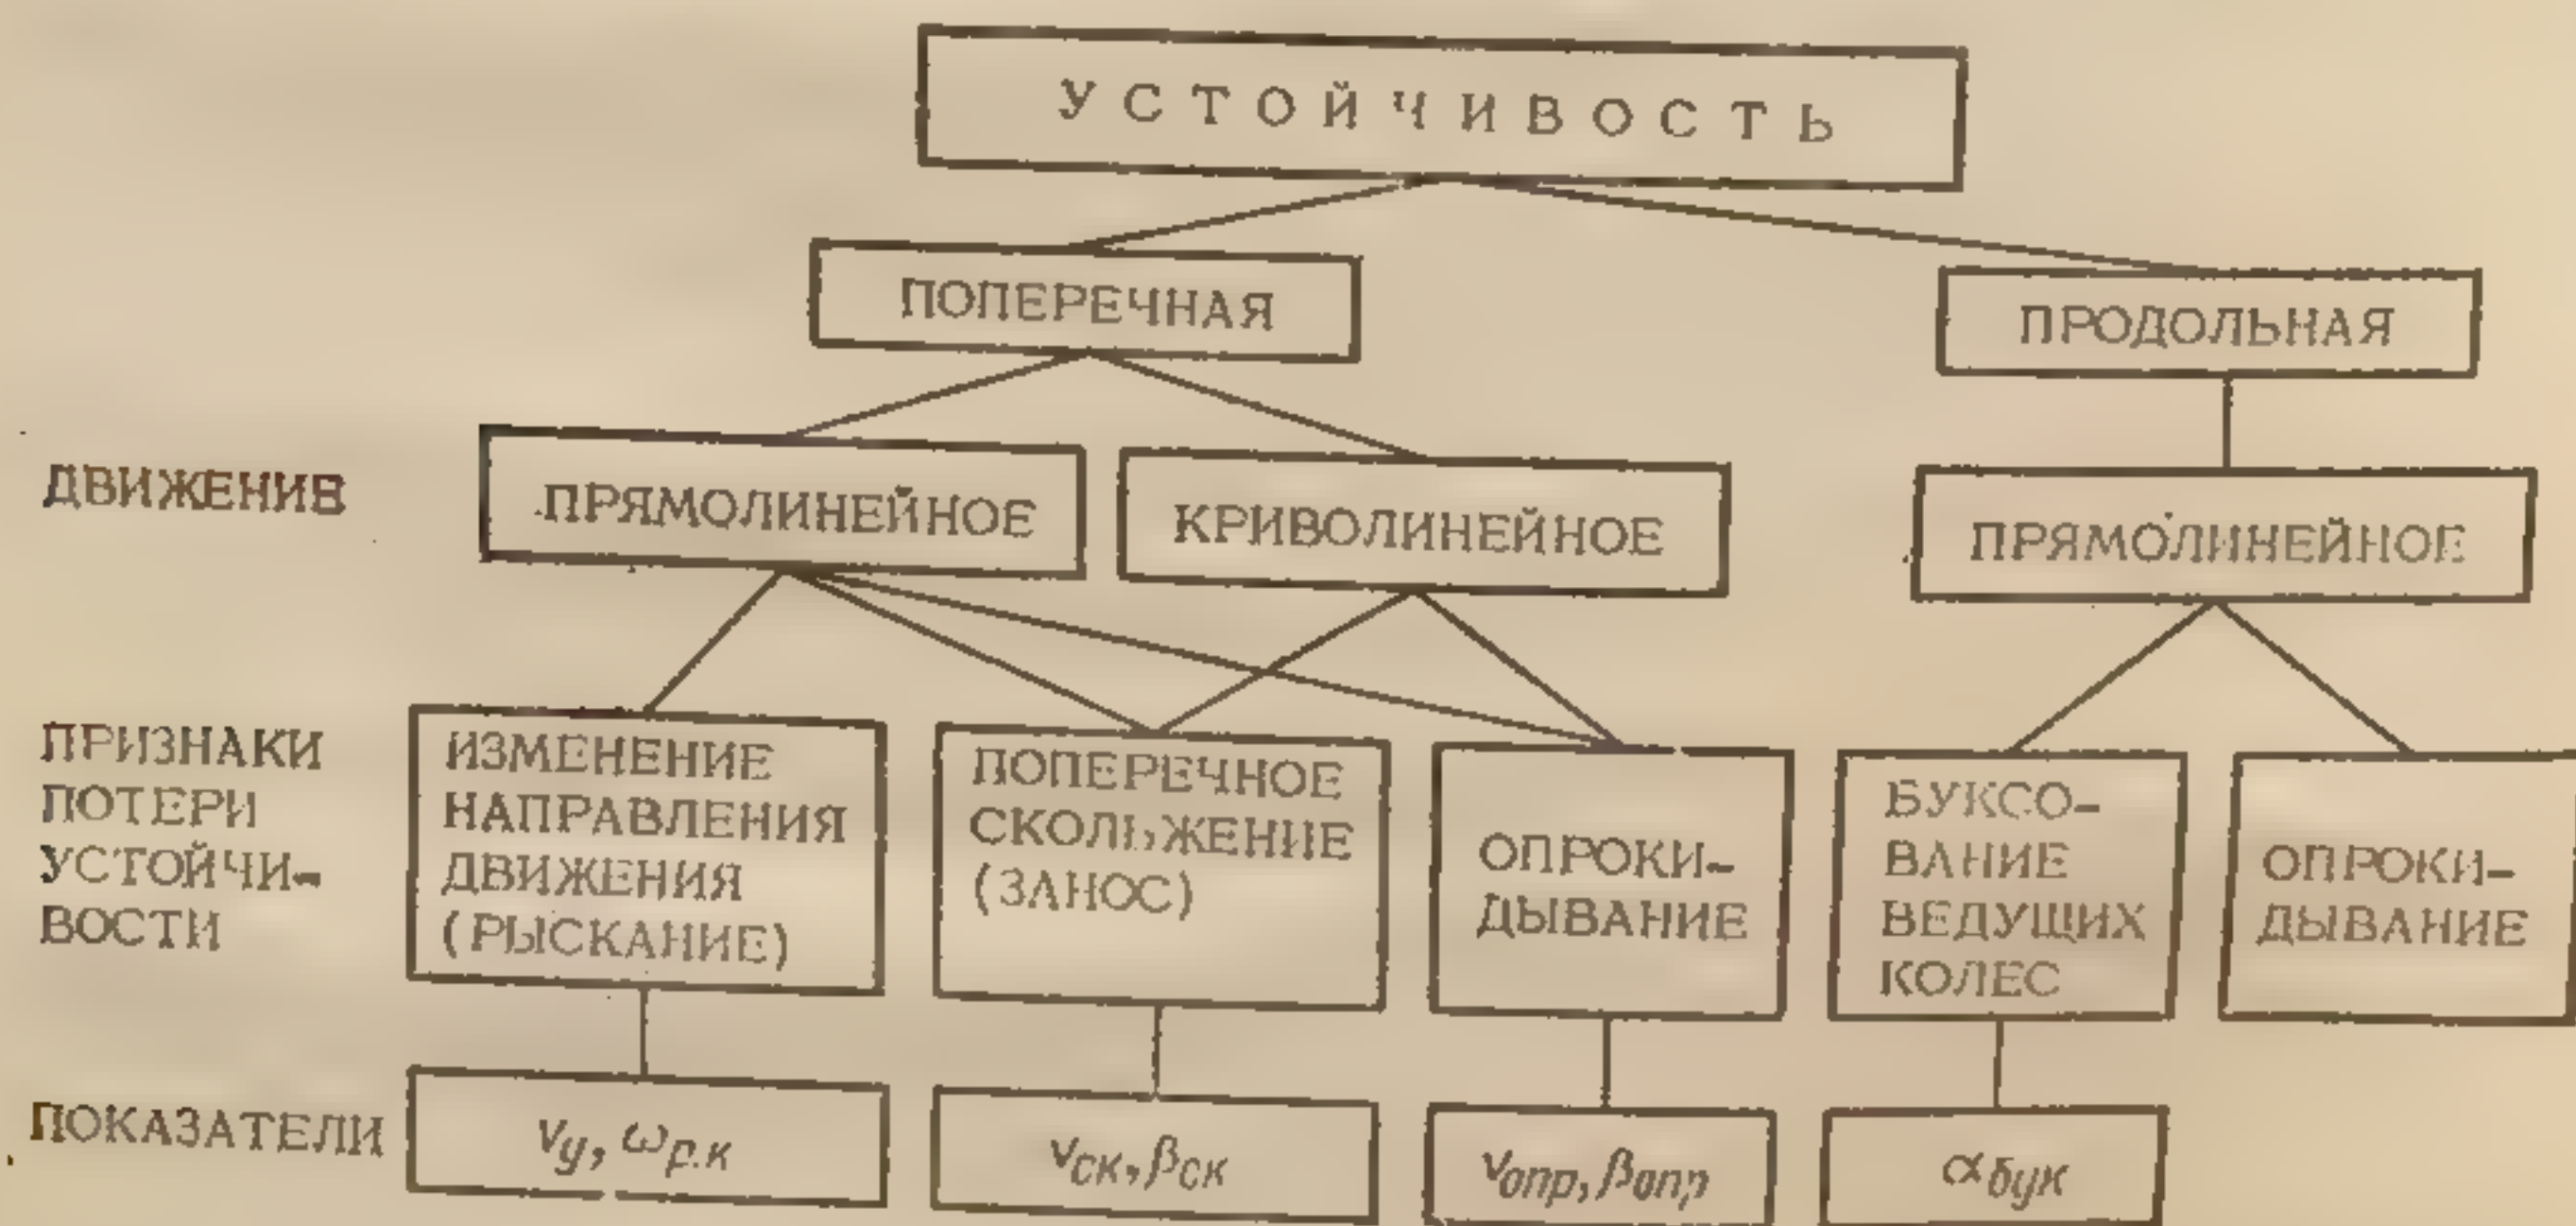 УСТОЙЧИВОСТЬ
ПОПЕРЕЧНАЯ
ПРОДОЛЬНАЯ
ДВИЖЕНИЕ
ПРЯМОЛИНЕЙНОЕ
КРИВОЛИНЕЙНОЕ
ПРЯМОЛИНЕЙНОЕ
ПРИЗНАКИ
ПОТЕРИ
УСТОЙЧИ-
ВОСТИ
ИЗМЕНЕНИЕ
НАПРАВЛЕНИЯ
ДВИЖЕНИЯ
(РЫСКАНИЕ)
ПОПЕРЕЧНОЕ
СКОЛЬЖЕНИЕ
(ЗАНОС)
ОПРОКИ-
ДЫВАНИЕ
БУКСО-
ВАНИЕ
ВЕДУЩИХ
КОЛЕС
ОПРОКИ-
ДЫВАНИЕ
ПОКАЗАТЕЛИ
vу, ωр.к
vск, βск
vопр, βопр
αбук